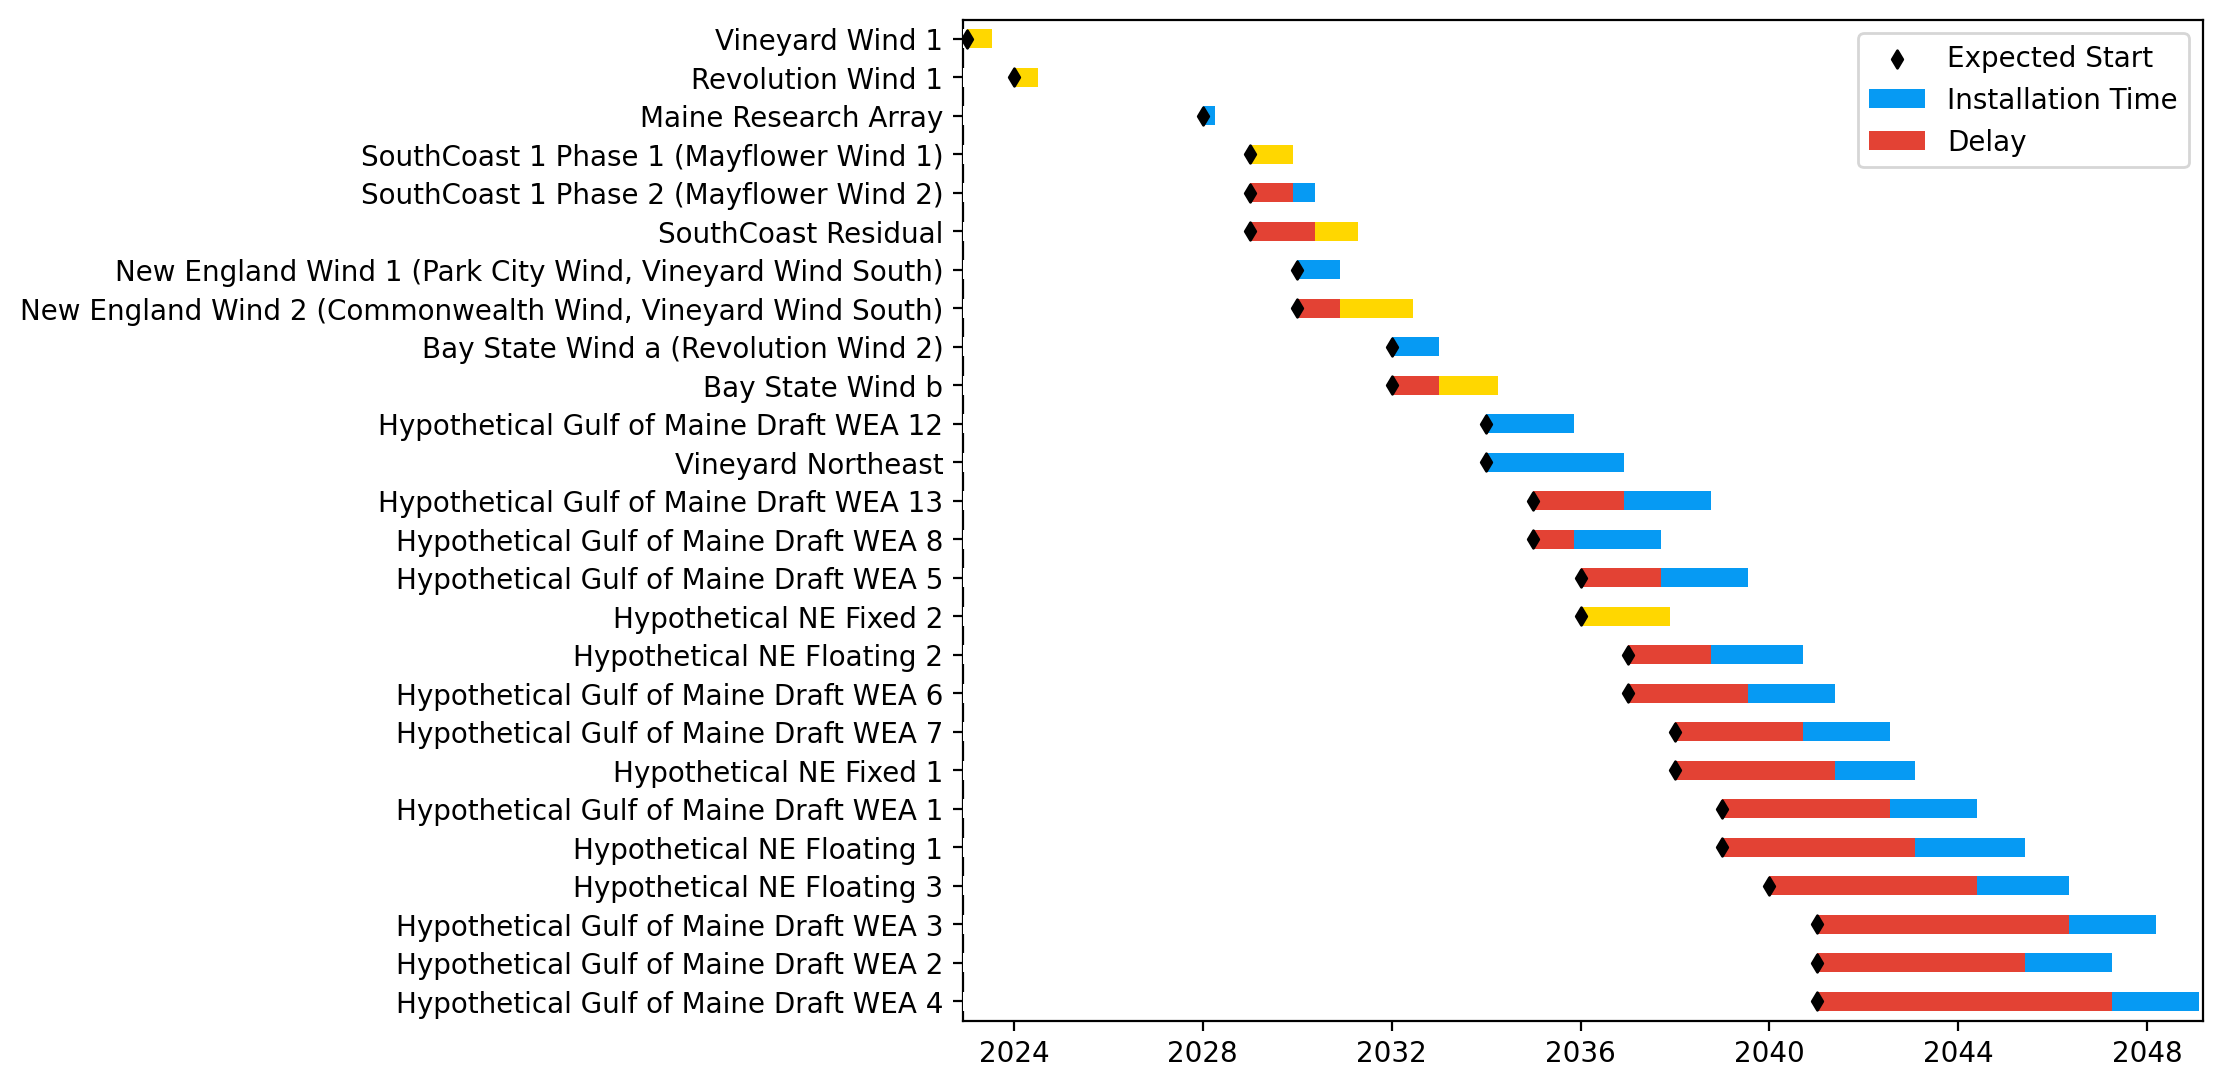 Vineyard Wind 1
Revolution Wind 1
Maine Research Array
SouthCoast 1 Phase 1 (Mayflower Wind 1)
SouthCoast 1 Phase 2 (Mayflower Wind 2)
SouthCoast Residual
New England Wind 1 (Park City Wind, Vineyard Wind South)
New England Wind 2 (Commonwealth Wind, Vineyard Wind South)
Bay State Wind a (Revolution Wind 2)
Bay State Wind b
Hypothetical Gulf of Maine Draft WEA 12
Vineyard Northeast
Hypothetical Gulf of Maine Draft WEA 13
Hypothetical Gulf of Maine Draft WEA 8
Hypothetical Gulf of Maine Draft WEA 5
Hypothetical NE Fixed 2
Hypothetical NE Floating 2
Hypothetical Gulf of Maine Draft WEA 6
Hypothetical Gulf of Maine Draft WEA 7
Hypothetical NE Fixed 1
Hypothetical Gulf of Maine Draft WEA 1
Hypothetical NE Floating 1
Hypothetical NE Floating 3
Hypothetical Gulf of Maine Draft WEA 3
Hypothetical Gulf of Maine Draft WEA 2
Hypothetical Gulf of Maine Draft WEA 4
Expected Start
Installation Time
Delay
2024 2028 2032 2036 2040 2044 2048